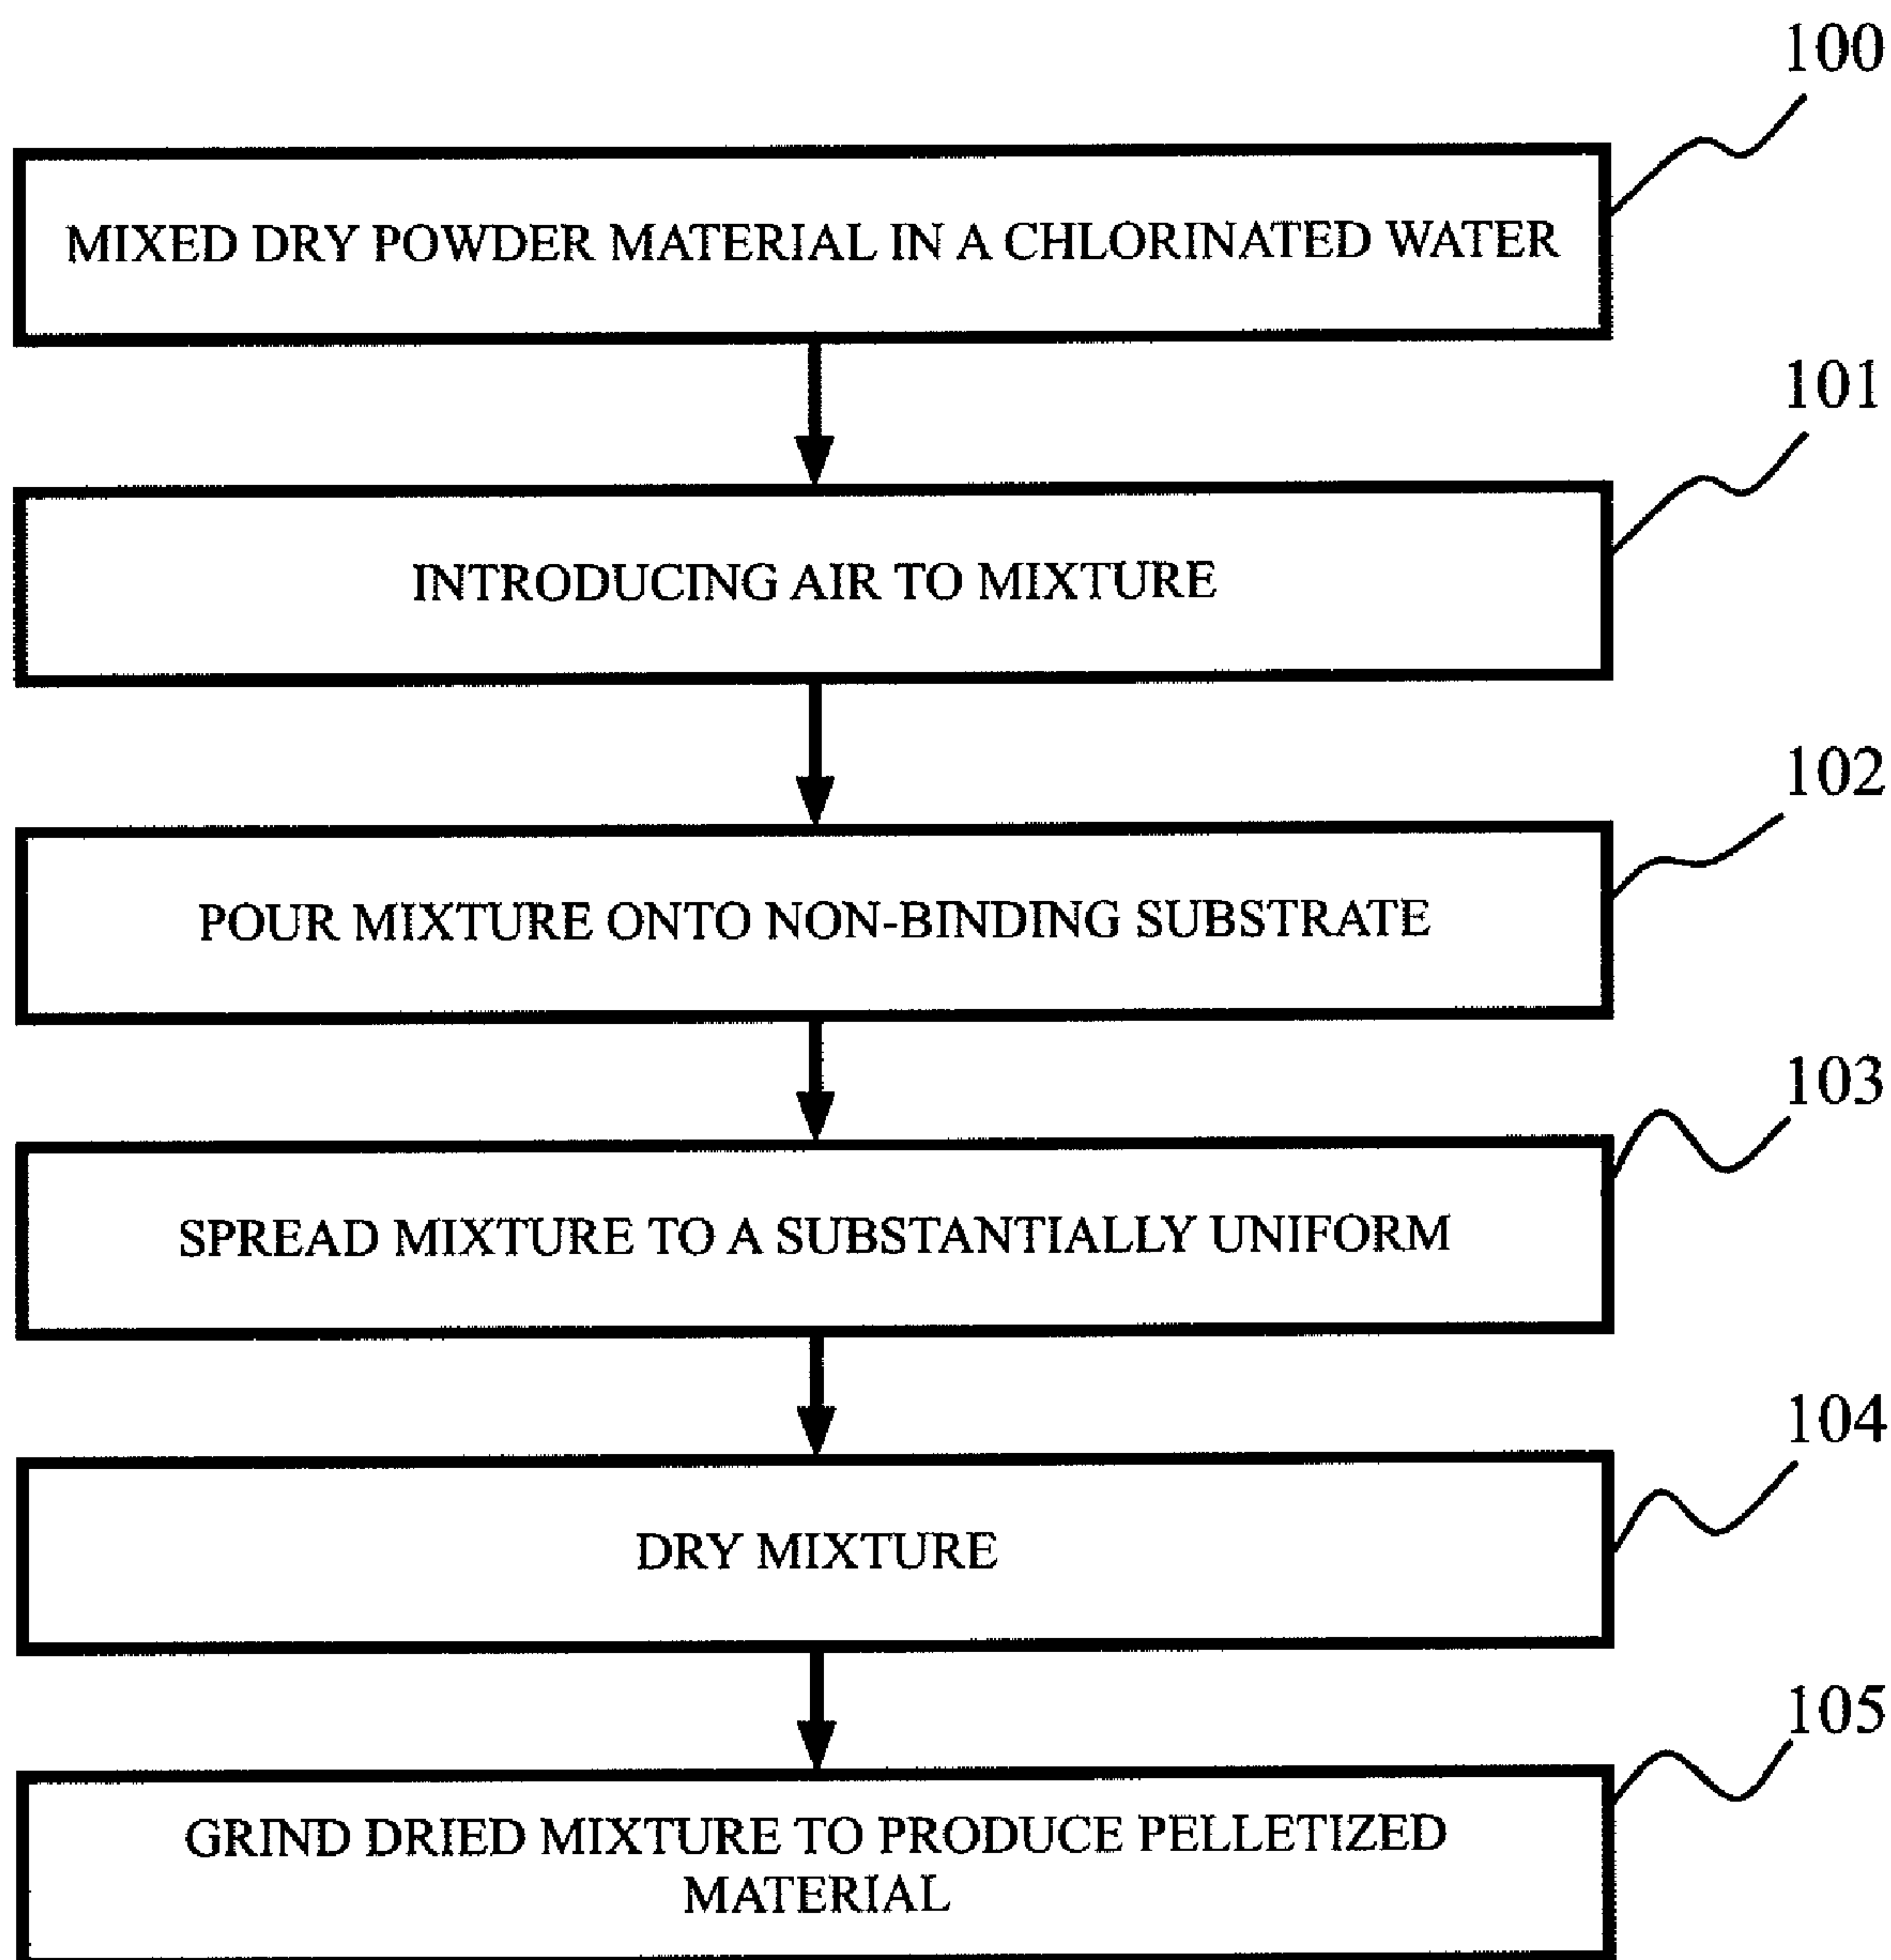 100
MIXED DRY POWDER MATERIAL IN A CHLORINATED WATER
101
INTRODUCING AIR TO MIXTURE
102
POUR MIXTURE ONTO NON-BINDING SUBSTRATE
103
SPREAD MIXTURE TO A SUBSTANTIALLY UNIFORM
104
DRY MIXTURE
105
GRIND DRIED MIXTURE TO PRODUCE PELLETIZED
MATERIAL